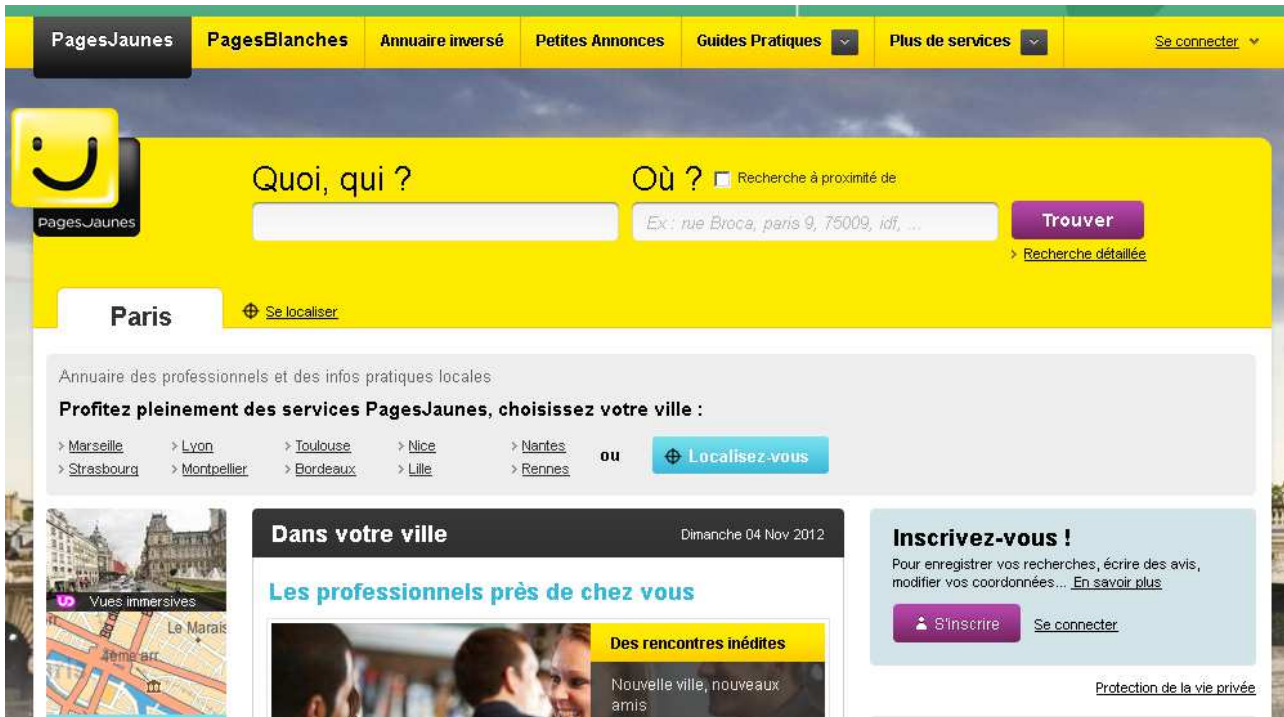 PagesJaunes PagesBlanches Annuaire inversé Petites Annonces Guides Pratiques Plus de services Se connecter
PagesJaunes
Quoi, qui ?
Où ? Recherche à proximité de
Ex : rue Broca, paris 9, 75009, idf, ...
Trouver
> Recherche détaillée
Paris
Se localiser
Annuaire des professionnels et des infos pratiques locales
Profitez pleinement des services PagesJaunes, choisissez votre ville :
> Marseille > Lyon > Toulouse > Nice > Nantes
> Strasbourg > Montpellier > Bordeaux > Lille > Rennes
ou
Localisez-vous
Vues immersives
Le Marais
4ème arr
Dans votre ville
Dimanche 04 Nov 2012
Les professionnels près de chez vous
Des rencontres inédites
Nouvelle ville, nouveaux
amis
Inscrivez-vous !
Pour enregistrer vos recherches, écrire des avis,
modifier vos coordonnées... En savoir plus
S'inscrire
Se connecter
Protection de la vie privée